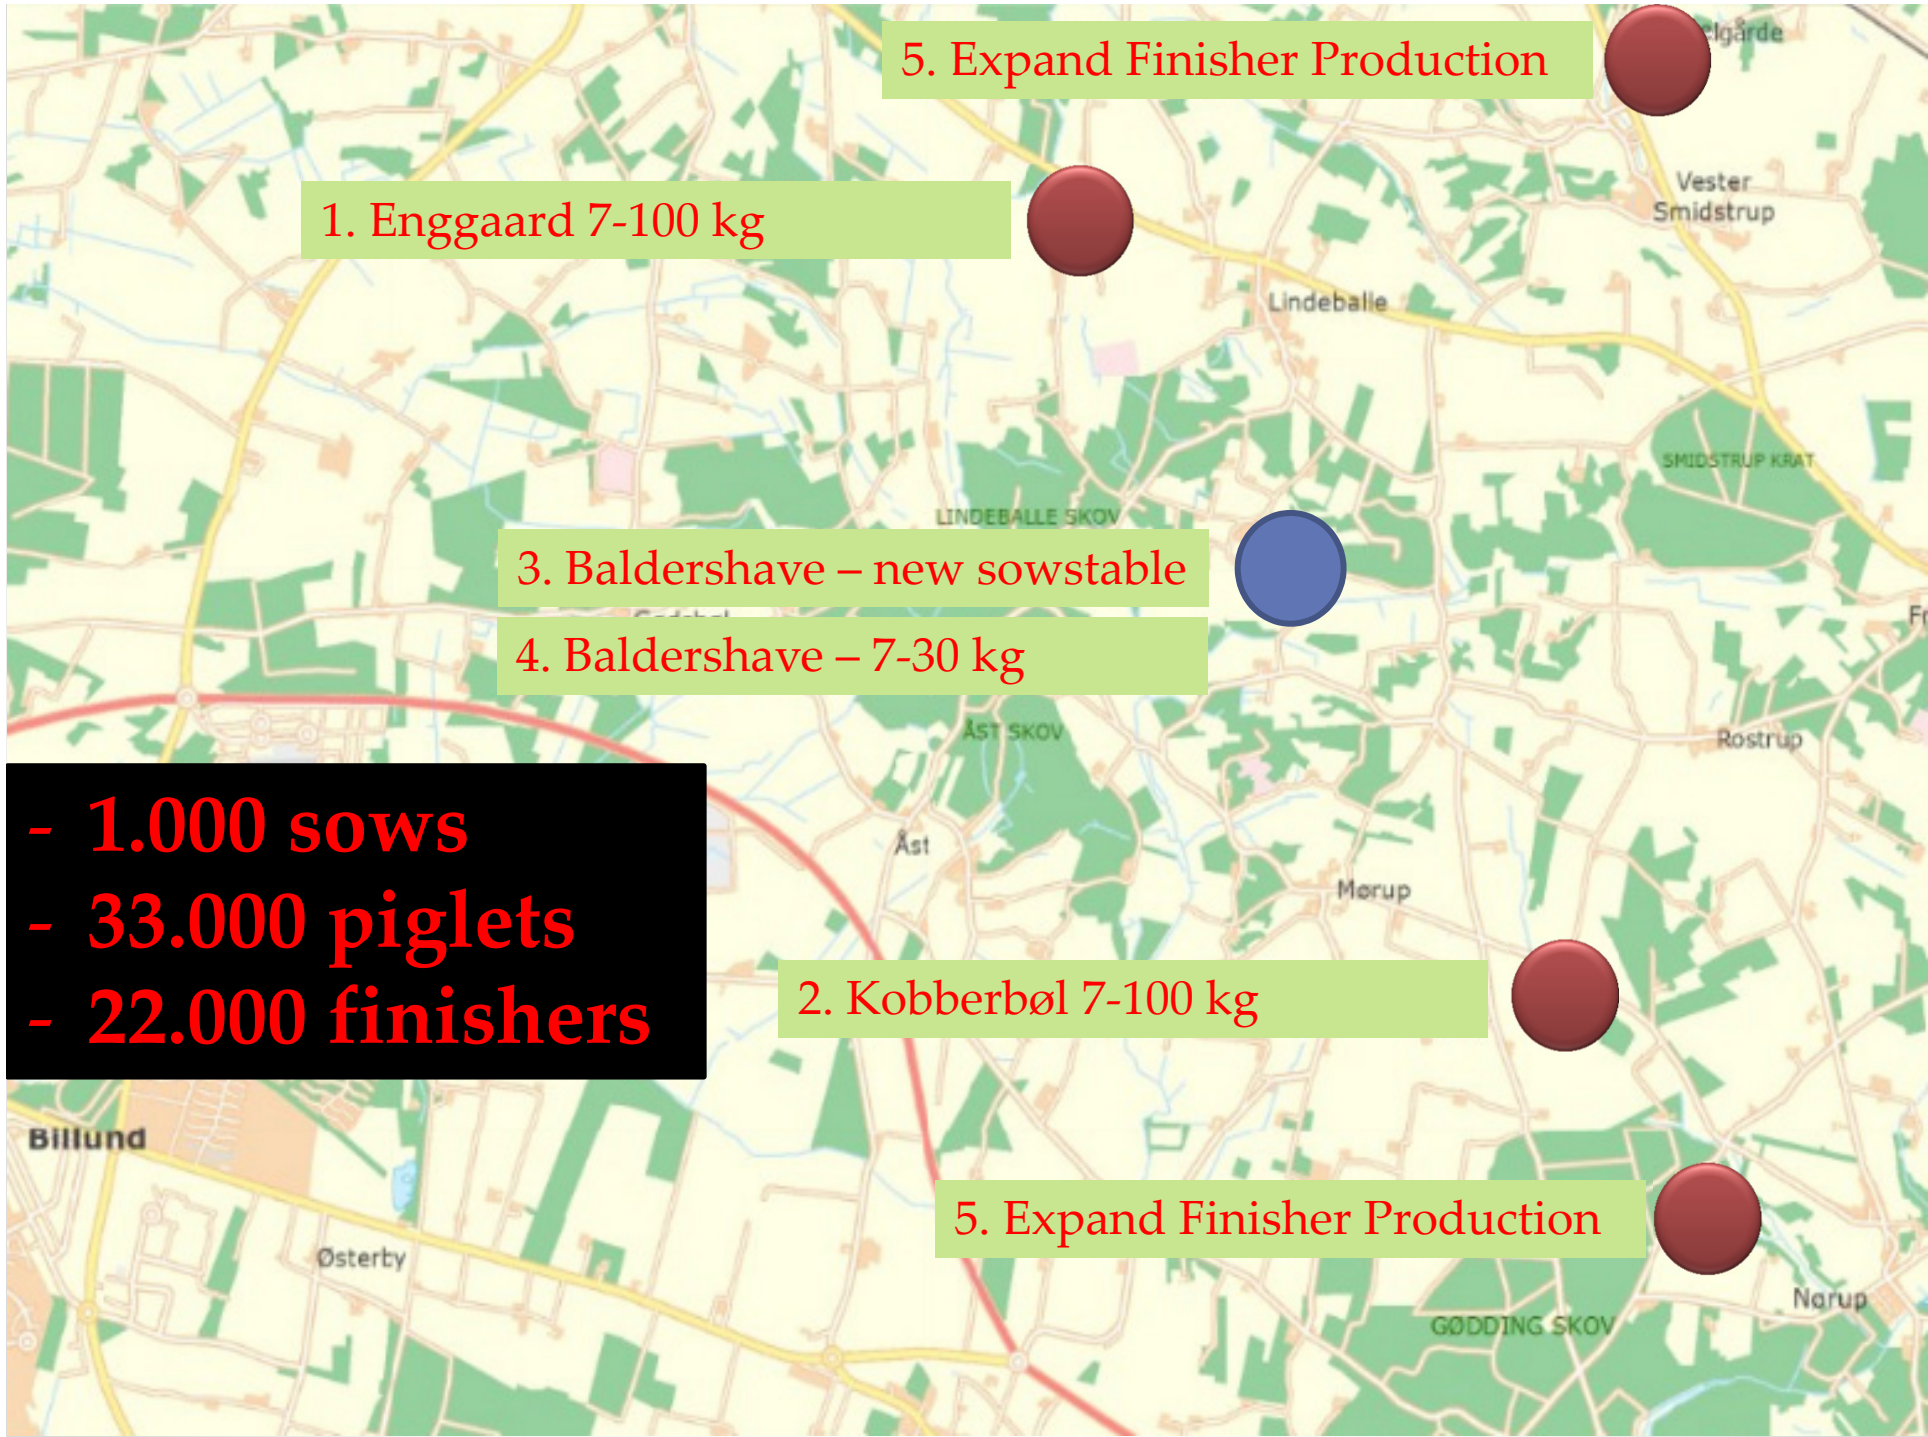 5. Expand Finisher Production
1. Enggaard 7-100 kg
Vester
Smidstrup
Lindeballe
SMIDSTRUP KRAT
LINDEBALLE SKOV
3. Baldershave – new sowstable
4. Baldershave – 7-30 kg
ÅST SKOV
Rostrup
- 1.000 sows
- 33.000 piglets
- 22.000 finishers
Åst
Mørup
2. Kobberbøl 7-100 kg
Billund
5. Expand Finisher Production
Østerby
Nørup
GØDDING SKOV